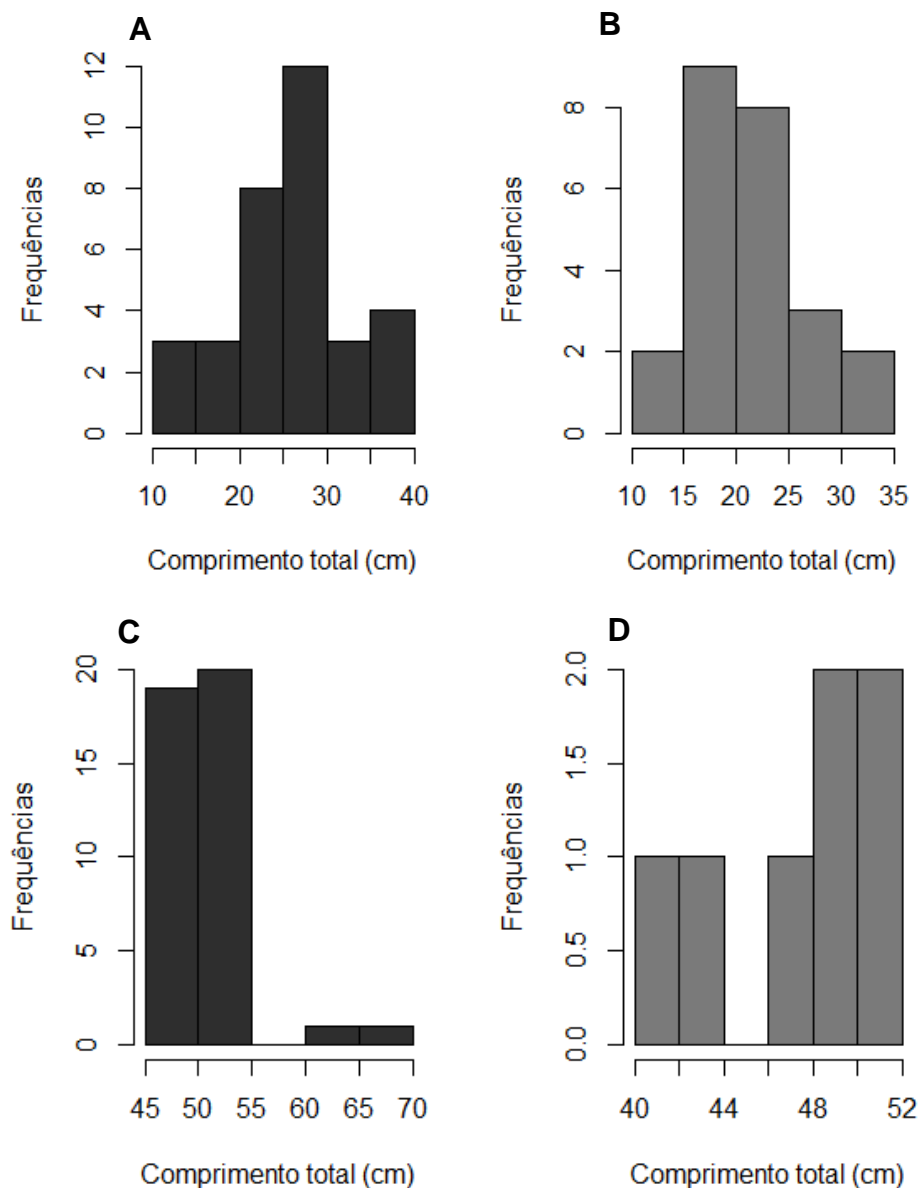 A
Frequências
0 2 4 6 8 10 12
10 20 30 40
Comprimento total (cm)
B
Frequências
0 2 4 6 8
10 15 20 25 30 35
Comprimento total (cm)
C
Frequências
0 5 10 15 20
45 50 55 60 65 70
Comprimento total (cm)
D
Frequências
0.0 0.5 1.0 1.5 2.0
40 44 48 52
Comprimento total (cm)